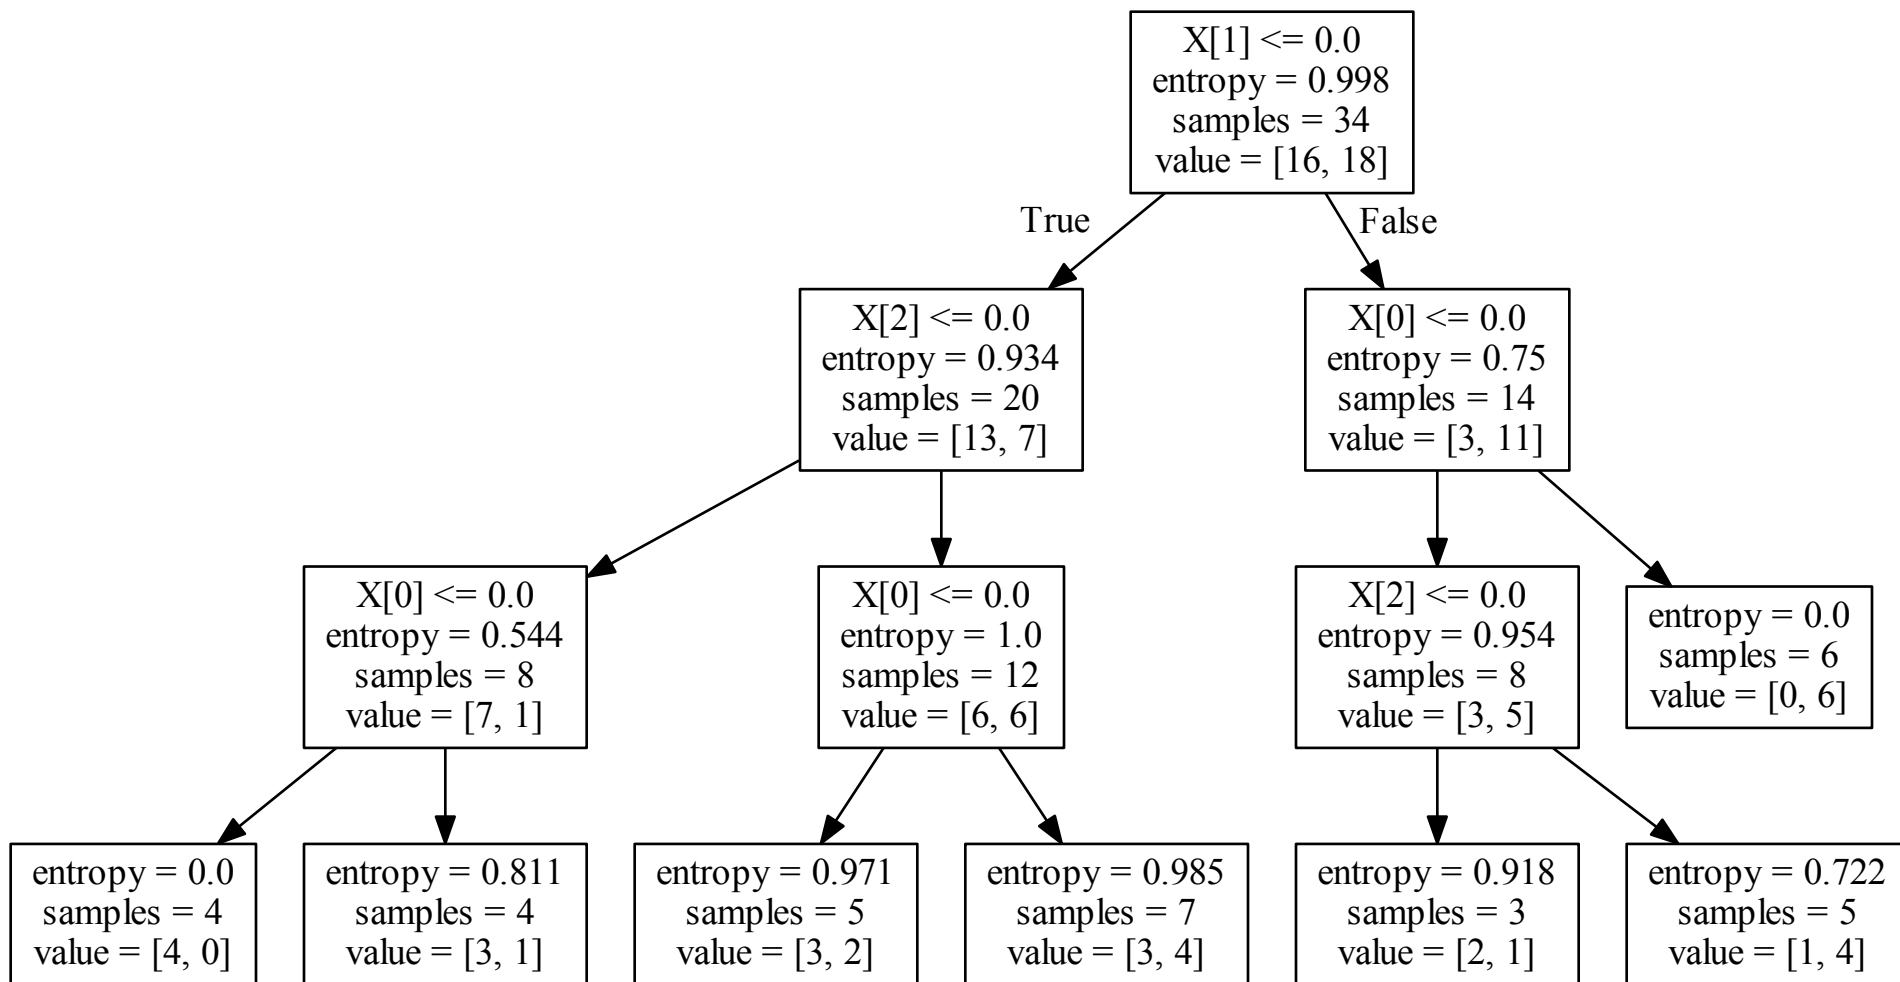 X[1] <= 0.0
entropy = 0.998
samples = 34
value = [16, 18]
True
False
X[2] <= 0.0
entropy = 0.934
samples = 20
value = [13, 7]
X[0] <= 0.0
entropy = 0.75
samples = 14
value = [3, 11]
X[0] <= 0.0
entropy = 0.544
samples = 8
value = [7, 1]
X[0] <= 0.0
entropy = 1.0
samples = 12
value = [6, 6]
X[2] <= 0.0
entropy = 0.954
samples = 8
value = [3, 5]
entropy = 0.0
samples = 6
value = [0, 6]
entropy = 0.0
samples = 4
value = [4, 0]
entropy = 0.811
samples = 4
value = [3, 1]
entropy = 0.971
samples = 5
value = [3, 2]
entropy = 0.985
samples = 7
value = [3, 4]
entropy = 0.918
samples = 3
value = [2, 1]
entropy = 0.722
samples = 5
value = [1, 4]